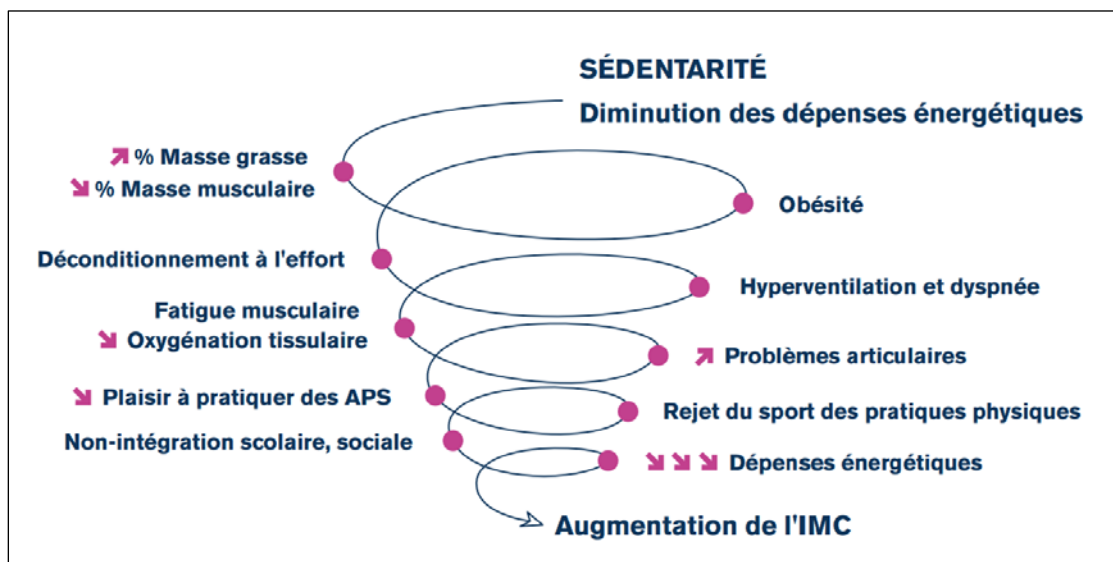 SÉDENTARITÉ
Diminution des dépenses énergétiques
↗ % Masse grasse
↘ % Masse musculaire
Obésité
Déconditionnement à l'effort
Hyperventilation et dyspnée
Fatigue musculaire
↘ Oxygénation tissulaire
↗ Problèmes articulaires
↘ Plaisir à pratiquer des APS
Rejet du sport des pratiques physiques
Non-intégration scolaire, sociale
↘ ↘ ↘ Dépenses énergétiques
Augmentation de l'IMC